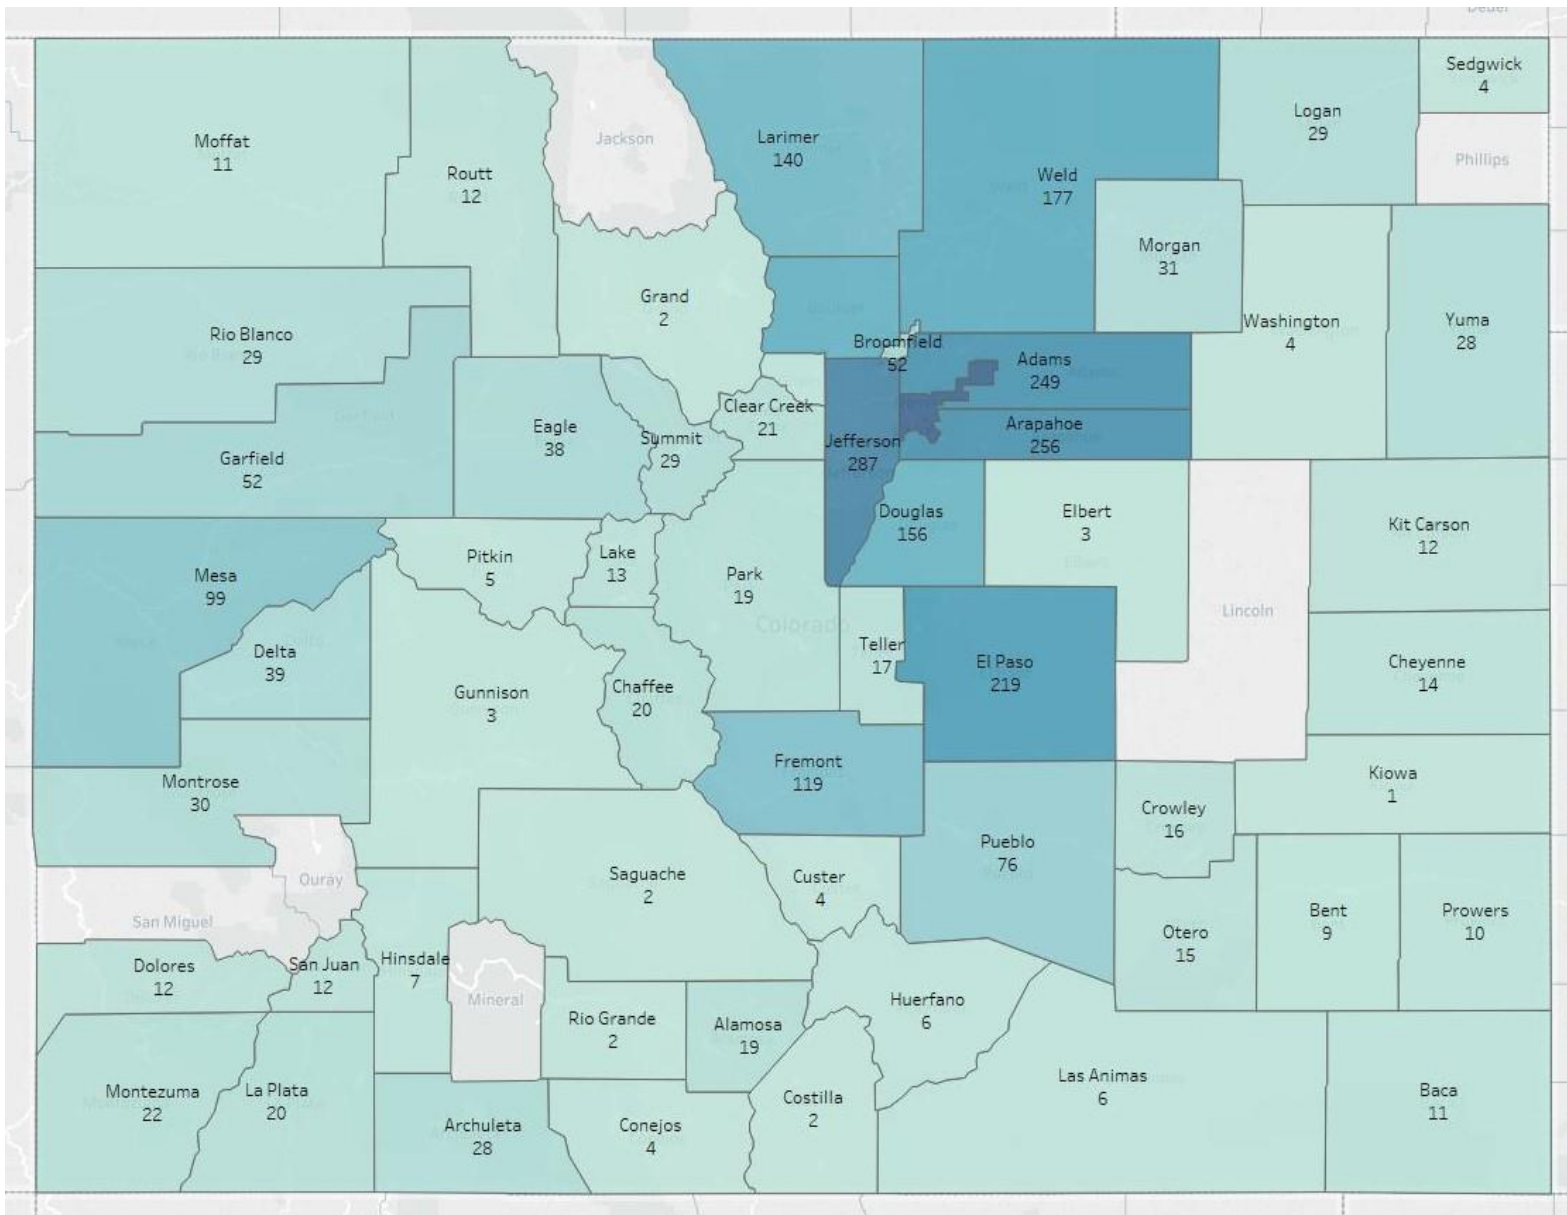 Moffat
11
Routt
12
Jackson
Larimer
140
Weld
177
Logan
29
Sedgwick
4
Phillips
Morgan
31
Rio Blanco
29
Grand
2
Broomfield
52
Washington
4
Yuma
28
Adams
249
Garfield
52
Eagle
38
Summit
29
Clear Creek
21
Jefferson
287
Arapahoe
256
Mesa
99
Pitkin
5
Lake
13
Park
19
Colorado
Douglas
156
Elbert
3
Lincoln
Kit Carson
12
Delta
39
Gunnison
3
Chaffee
20
Teller
17
El Paso
219
Cheyenne
14
Montrose
30
Fremont
119
Pueblo
76
Crowley
16
Kiowa
1
Ouray
San Miguel
Saguache
2
Custer
4
Otero
15
Bent
9
Prowers
10
Dolores
12
San Juan
12
Hinsdale
7
Mineral
Rio Grande
2
Alamosa
19
Huerfano
6
Montezuma
22
La Plata
20
Archuleta
28
Conejos
4
Costilla
2
Las Animas
6
Baca
11